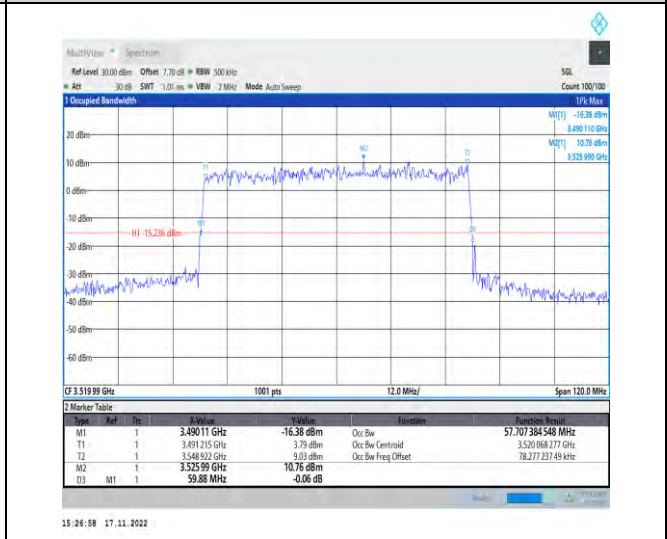 MultiView Spectrum
Ref Level 30.00 dBm Offset 7.70 dB RBW 500 kHz SGL
Att 30 dB SWT 1.01 ms VBW 2 MHz Mode Auto Sweep Count 100/100
1 Occupied Bandwidth 1Pk Max
M1[1] -16.38 dBm
3.490 110 GHz
20 dBm
M2[1] 10.76 dBm
3.525 990 GHz
M2
10 dBm
T1
T2
0 dBm
-10 dBm
M1
H1 -15.236 dBm
D3
-20 dBm
-30 dBm
-40 dBm
-50 dBm
-60 dBm
CF 3.519 99 GHz 1001 pts 12.0 MHz/ Span 120.0 MHz
2 Marker Table
Type Ref Trc X-Value Y-Value Function Function Result
M1 1 3.49011 GHz -16.38 dBm Occ Bw 57.707 384 548 MHz
T1 1 3.491 215 GHz 3.79 dBm Occ Bw Centroid 3.520 068 277 GHz
T2 1 3.548 922 GHz 9.03 dBm Occ Bw Freq Offset 78.277 237 49 kHz
M2 1 3.52599 GHz 10.76 dBm
D3 M1 1 59.88 MHz -0.06 dB
15:26:58 17.11.2022